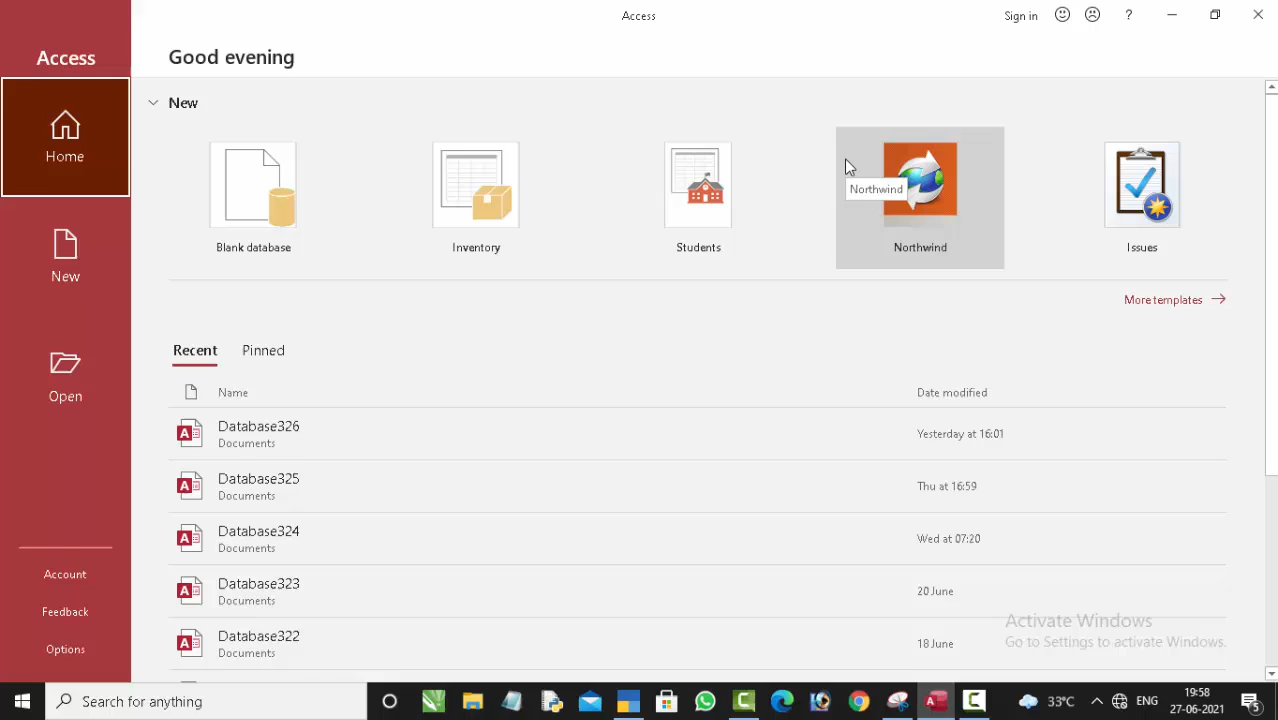 Access
Sign in
?
Access
Good evening
Home
New
Open
Account
Feedback
Options
New
Blank database
Inventory
Students
Northwind
Northwind
Issues
More templates
Recent
Pinned
Name
Date modified
Database326
Documents
Yesterday at 16:01
Database325
Documents
Thu at 16:59
Database324
Documents
Wed at 07:20
Database323
Documents
20 June
Database322
Documents
18 June
Activate Windows
Go to Settings to activate Windows.
Search for anything
33°C
ENG
19:58
27-06-2021
5